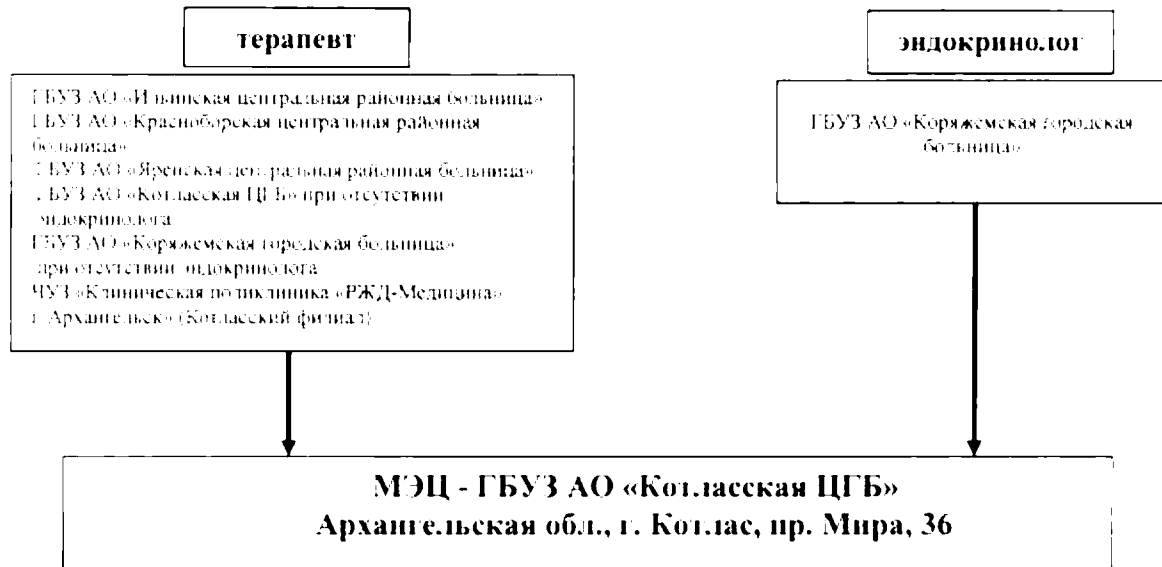 терапевт
ГБУЗ АО «Ильинская центральная районная больница»
ГБУЗ АО «Красноборская центральная районная
больница»
ГБУЗ АО «Яренская центральная районная больница»
ГБУЗ АО «Котласская ЦГБ» при отсутствии
эндокринолога
ГБУЗ АО «Коряжемская городская больница»
при отсутствии эндокринолога
ЧУЗ «Клиническая поликлиника «РЖД-Медицина»
г. Архангельск» (Котласский филиал)
эндокринолог
ГБУЗ АО «Коряжемская городская
больница»
МЭЦ - ГБУЗ АО «Котласская ЦГБ»
Архангельская обл., г. Котлас, пр. Мира, 36